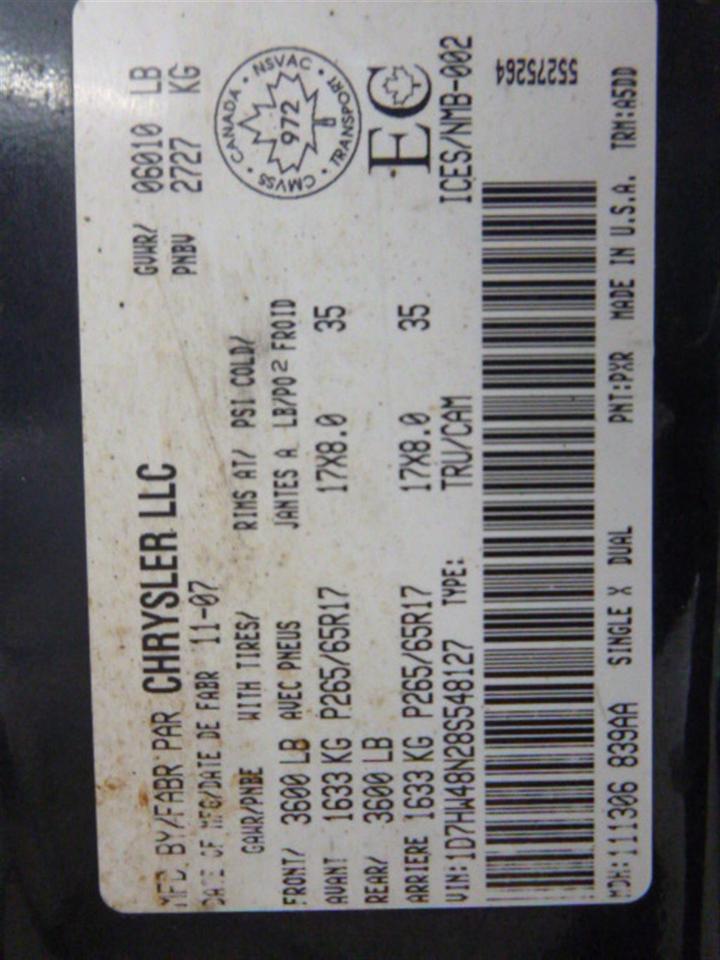 MFD. BY/FABR PAR CHRYSLER LLC
DATE OF MFG/DATE DE FABR 11-07
GVWR/ 06010 LB
PNBV 2727 KG
GAWR/PNBE WITH TIRES/ RIMS AT/ PSI COLD/
AVEC PNEUS JANTES A LB/PO2 FROID
FRONT/ 3600 LB
AVANT 1633 KG P265/65R17 17X8.0 35
REAR/ 3600 LB
ARRIERE 1633 KG P265/65R17 17X8.0 35
CANADA · NSVAC · TRANSPORT · CMVSS
972
8
EC
ICES/NMB-002
VIN:1D7HW48N28S548127 TYPE: TRU/CAM
55275264
MDH:111306 839AA SINGLE X DUAL PNT:PXR MADE IN U.S.A. TRM:A5DD